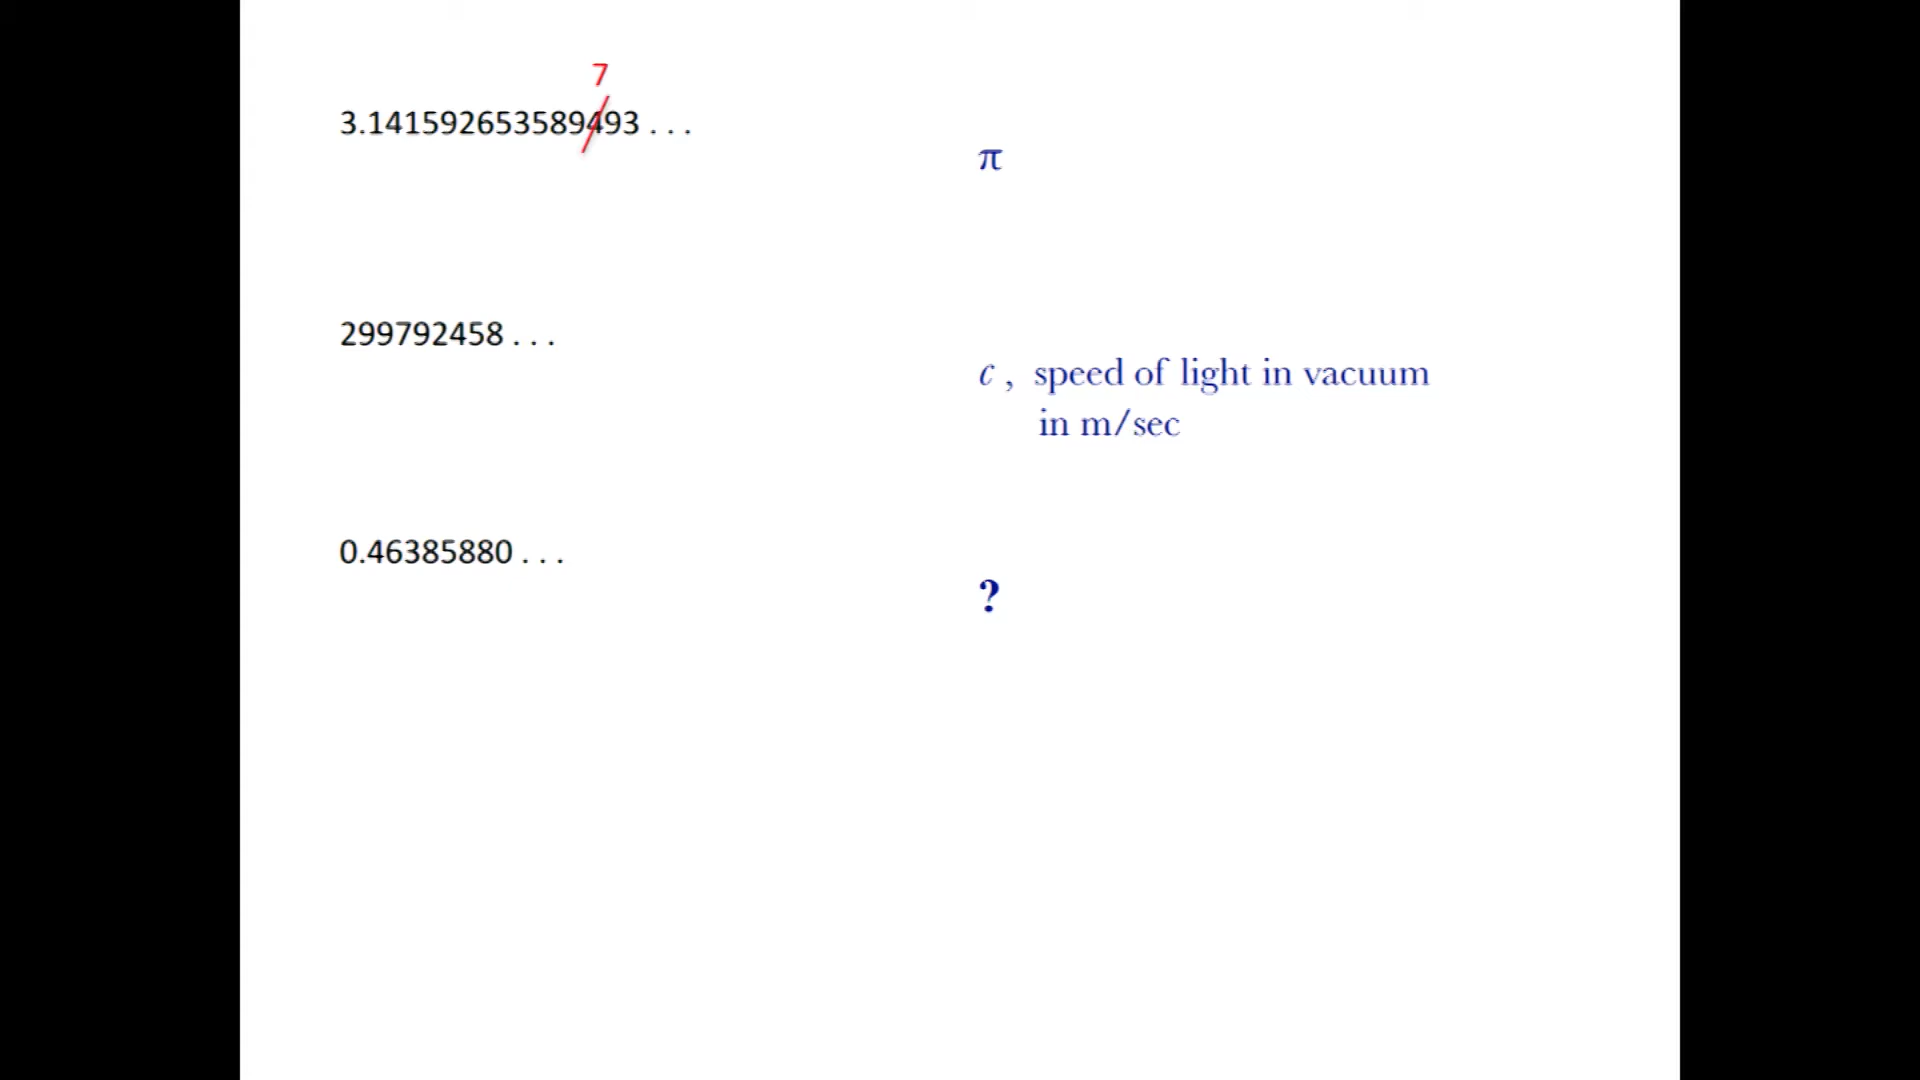 7
3.141592653589493 . . .
π
299792458 . . .
c , speed of light in vacuum
in m/sec
0.46385880 . . .
?